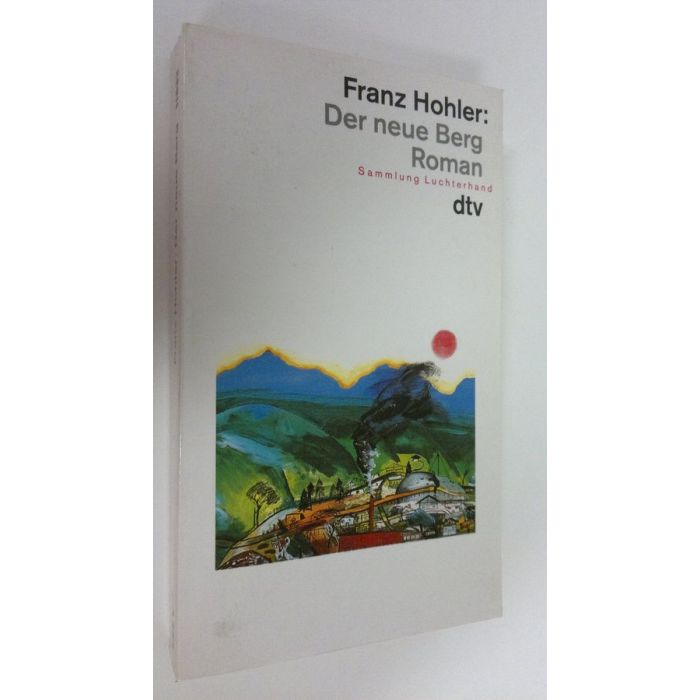 Franz Hohler:
Der neue Berg
Roman
Sammlung Luchterhand
dtv